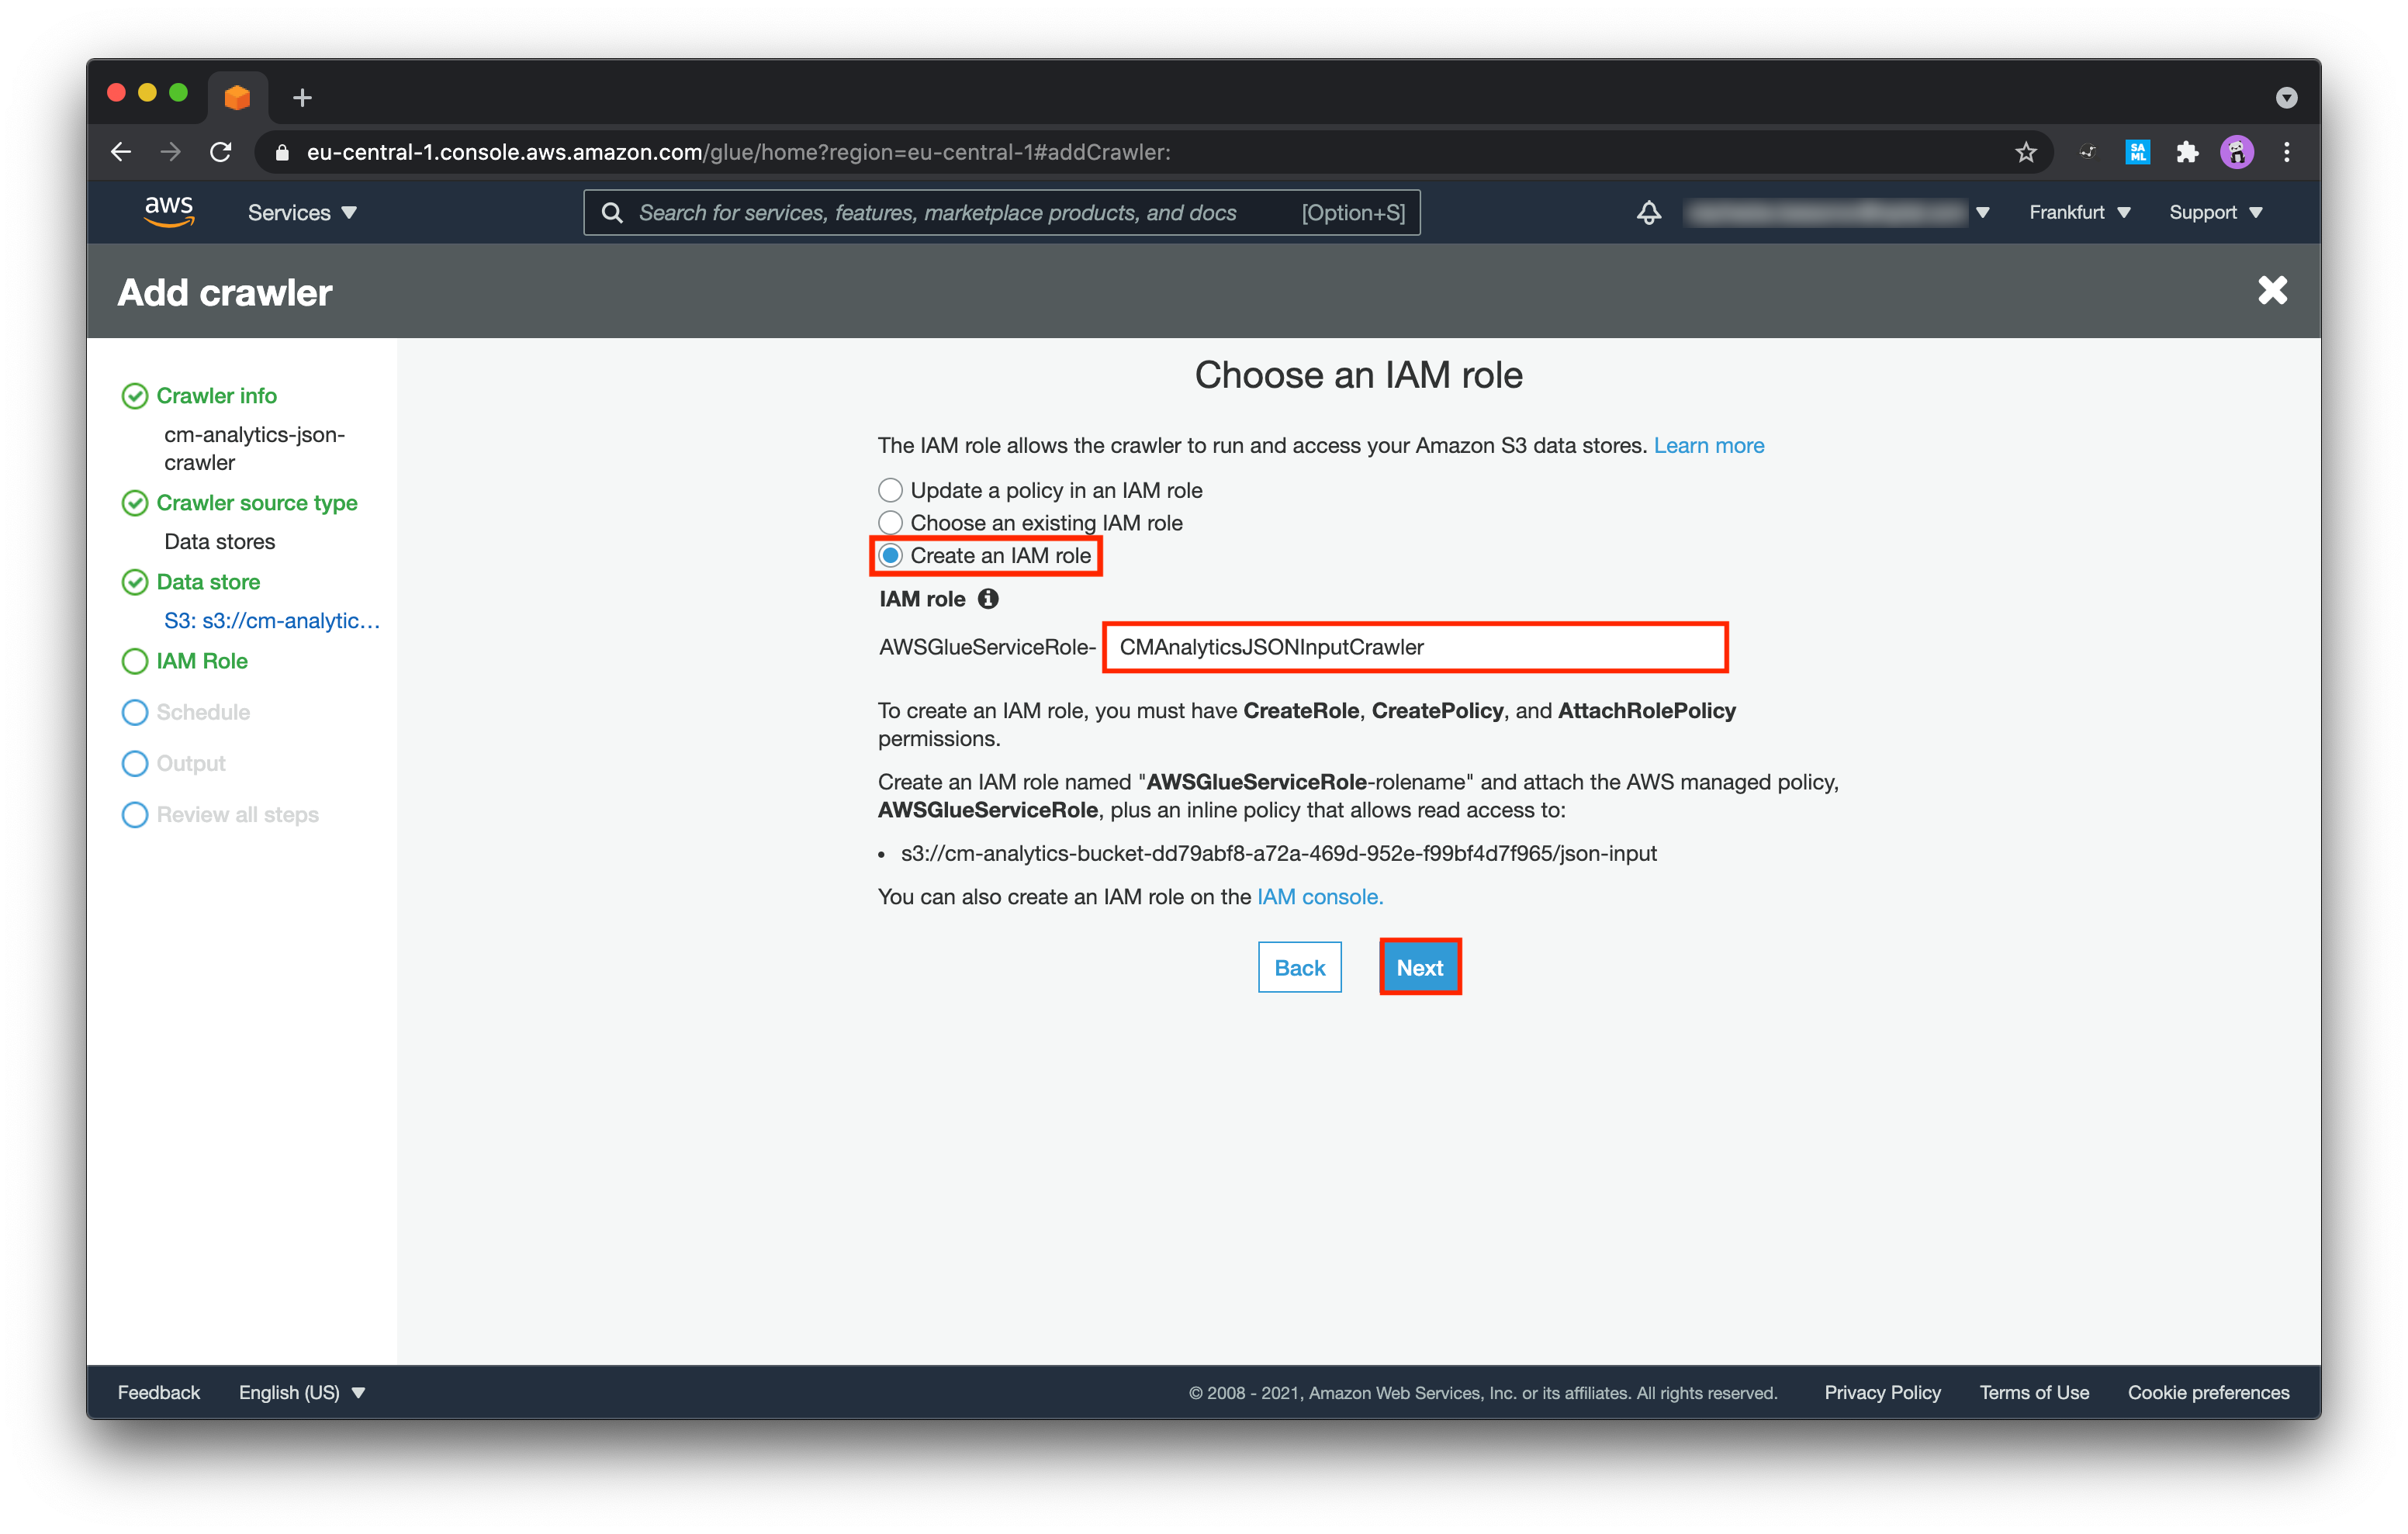 eu-central-1.console.aws.amazon.com/glue/home?region=eu-central-1#addCrawler:
SA
ML
aws
Services
Search for services, features, marketplace products, and docs
[Option+S]
Frankfurt
Support
Add crawler
Crawler info
cm-analytics-json-
crawler
Crawler source type
Data stores
Data store
S3: s3://cm-analytic...
IAM Role
Schedule
Output
Review all steps
Choose an IAM role
The IAM role allows the crawler to run and access your Amazon S3 data stores. Learn more
Update a policy in an IAM role
Choose an existing IAM role
Create an IAM role
IAM role
AWSGlueServiceRole- CMAnalyticsJSONInputCrawler
To create an IAM role, you must have CreateRole, CreatePolicy, and AttachRolePolicy
permissions.
Create an IAM role named "AWSGlueServiceRole-rolename" and attach the AWS managed policy,
AWSGlueServiceRole, plus an inline policy that allows read access to:
• s3://cm-analytics-bucket-dd79abf8-a72a-469d-952e-f99bf4d7f965/json-input
You can also create an IAM role on the IAM console.
Back
Next
Feedback
English (US)
© 2008 - 2021, Amazon Web Services, Inc. or its affiliates. All rights reserved.
Privacy Policy
Terms of Use
Cookie preferences